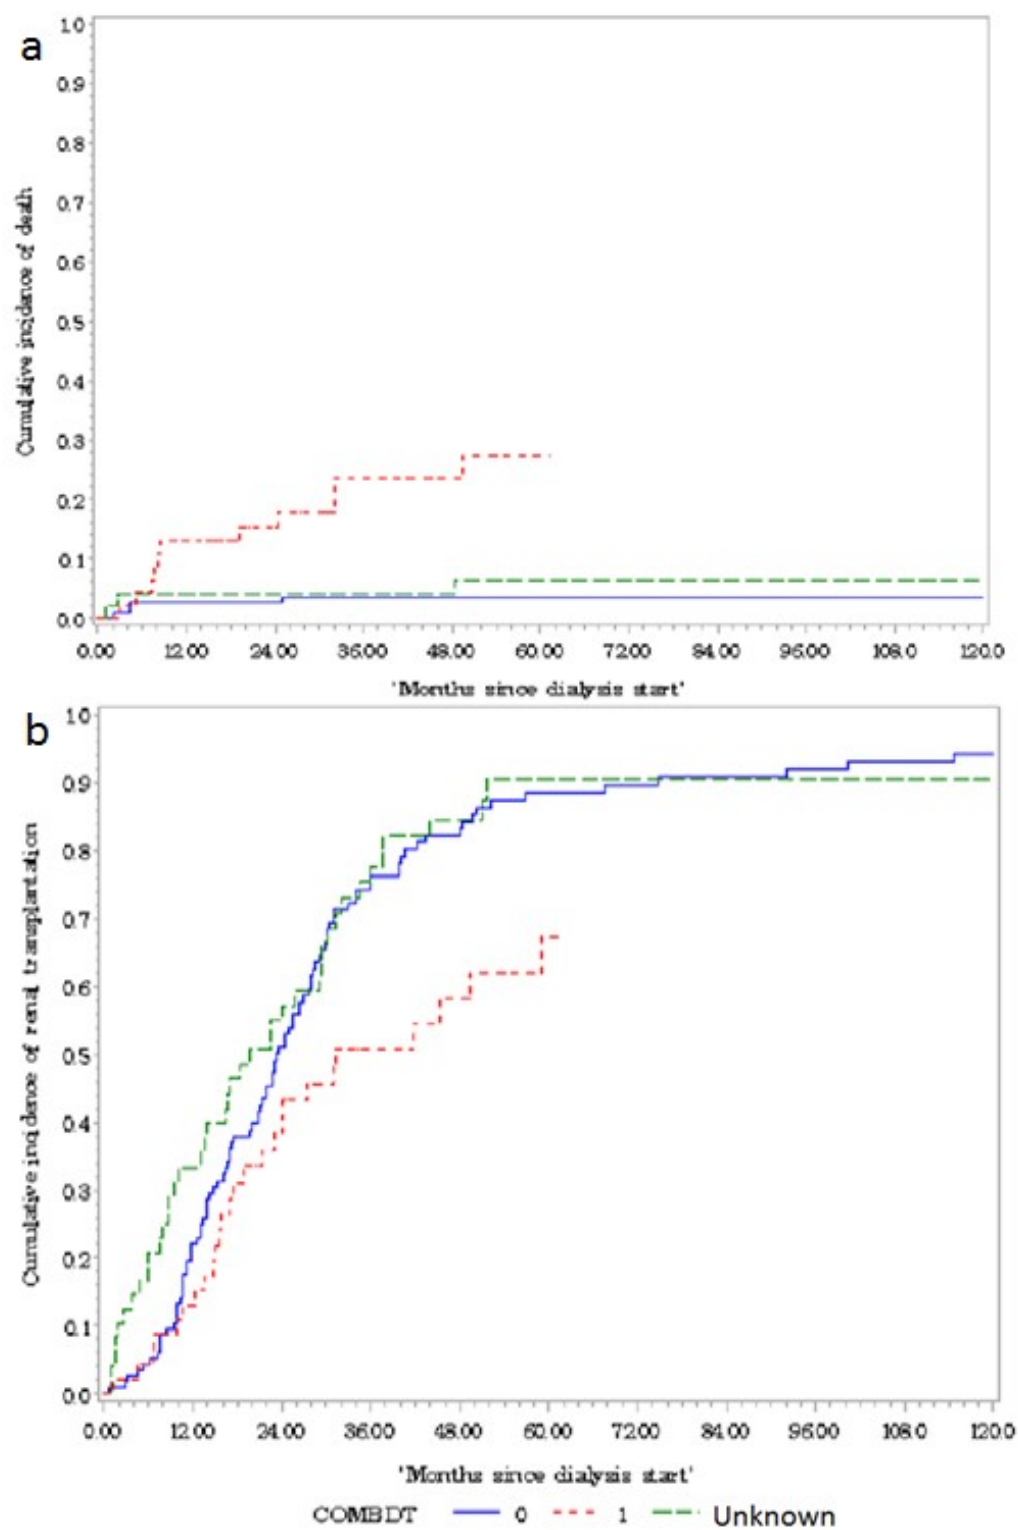 a
1.0
0.9
0.8
0.7
0.6
0.5
0.4
0.3
0.2
0.1
0.0
Cumulative incidence of death
0.00 12.00 24.00 36.00 48.00 60.00 72.00 84.00 96.00 108.0 120.0
'Months since dialysis start'
b
1.0
0.9
0.8
0.7
0.6
0.5
0.4
0.3
0.2
0.1
0.0
Cumulative incidence of renal transplantation
0.00 12.00 24.00 36.00 48.00 60.00 72.00 84.00 96.00 108.0 120.0
'Months since dialysis start'
COMBDT 0 1 Unknown